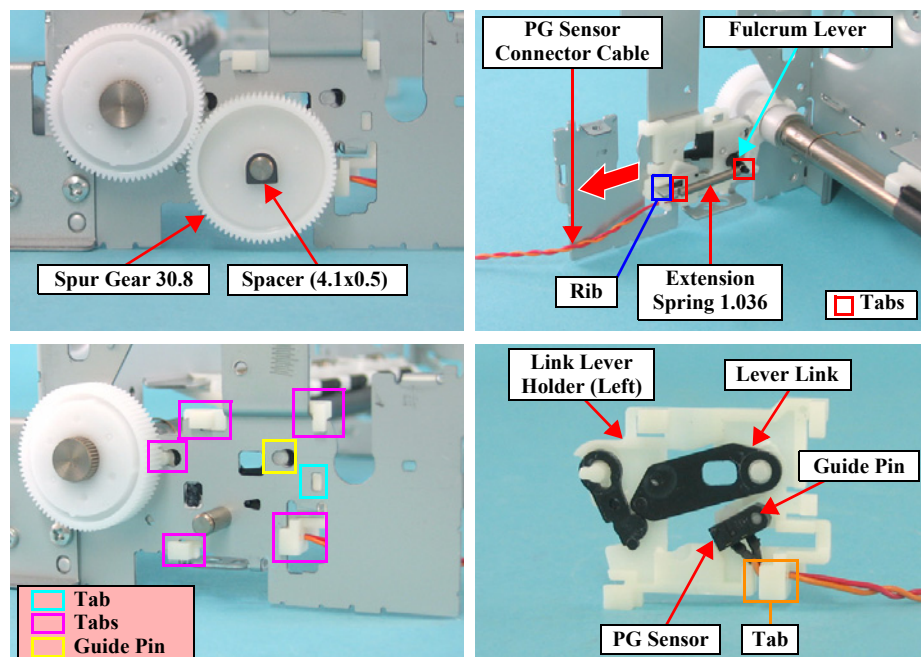 Spur Gear 30.8
Spacer (4.1x0.5)
PG Sensor
Connector Cable
Fulcrum Lever
Rib
Extension
Spring 1.036
Tabs
Tab
Tabs
Guide Pin
Link Lever
Holder (Left)
Lever Link
Guide Pin
PG Sensor
Tab